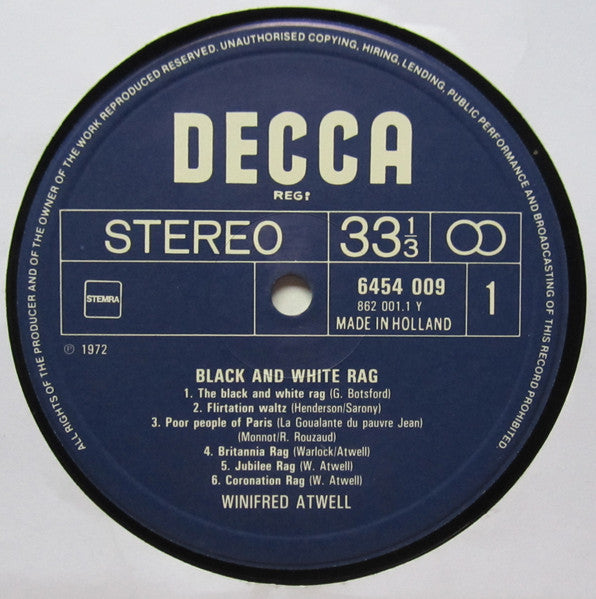 ALL RIGHTS OF THE PRODUCER AND OF THE OWNER OF THE WORK REPRODUCED RESERVED. UNAUTHORISED COPYING, HIRING, LENDING, PUBLIC PERFORMANCE AND BROADCASTING OF THIS RECORD PROHIBITED.
DECCA
REGᵈ
STEREO 33⅓
STEMRA
6454 009
862 001.1 Y
MADE IN HOLLAND
1
℗ 1972
BLACK AND WHITE RAG
1. The black and white rag (G. Botsford)
2. Flirtation waltz (Henderson/Sarony)
3. Poor people of Paris (La Goualante du pauvre Jean)
(Monnot/R. Rouzaud)
4. Britannia Rag (Warlock/Atwell)
5. Jubilee Rag (W. Atwell)
6. Coronation Rag (W. Atwell)
WINIFRED ATWELL